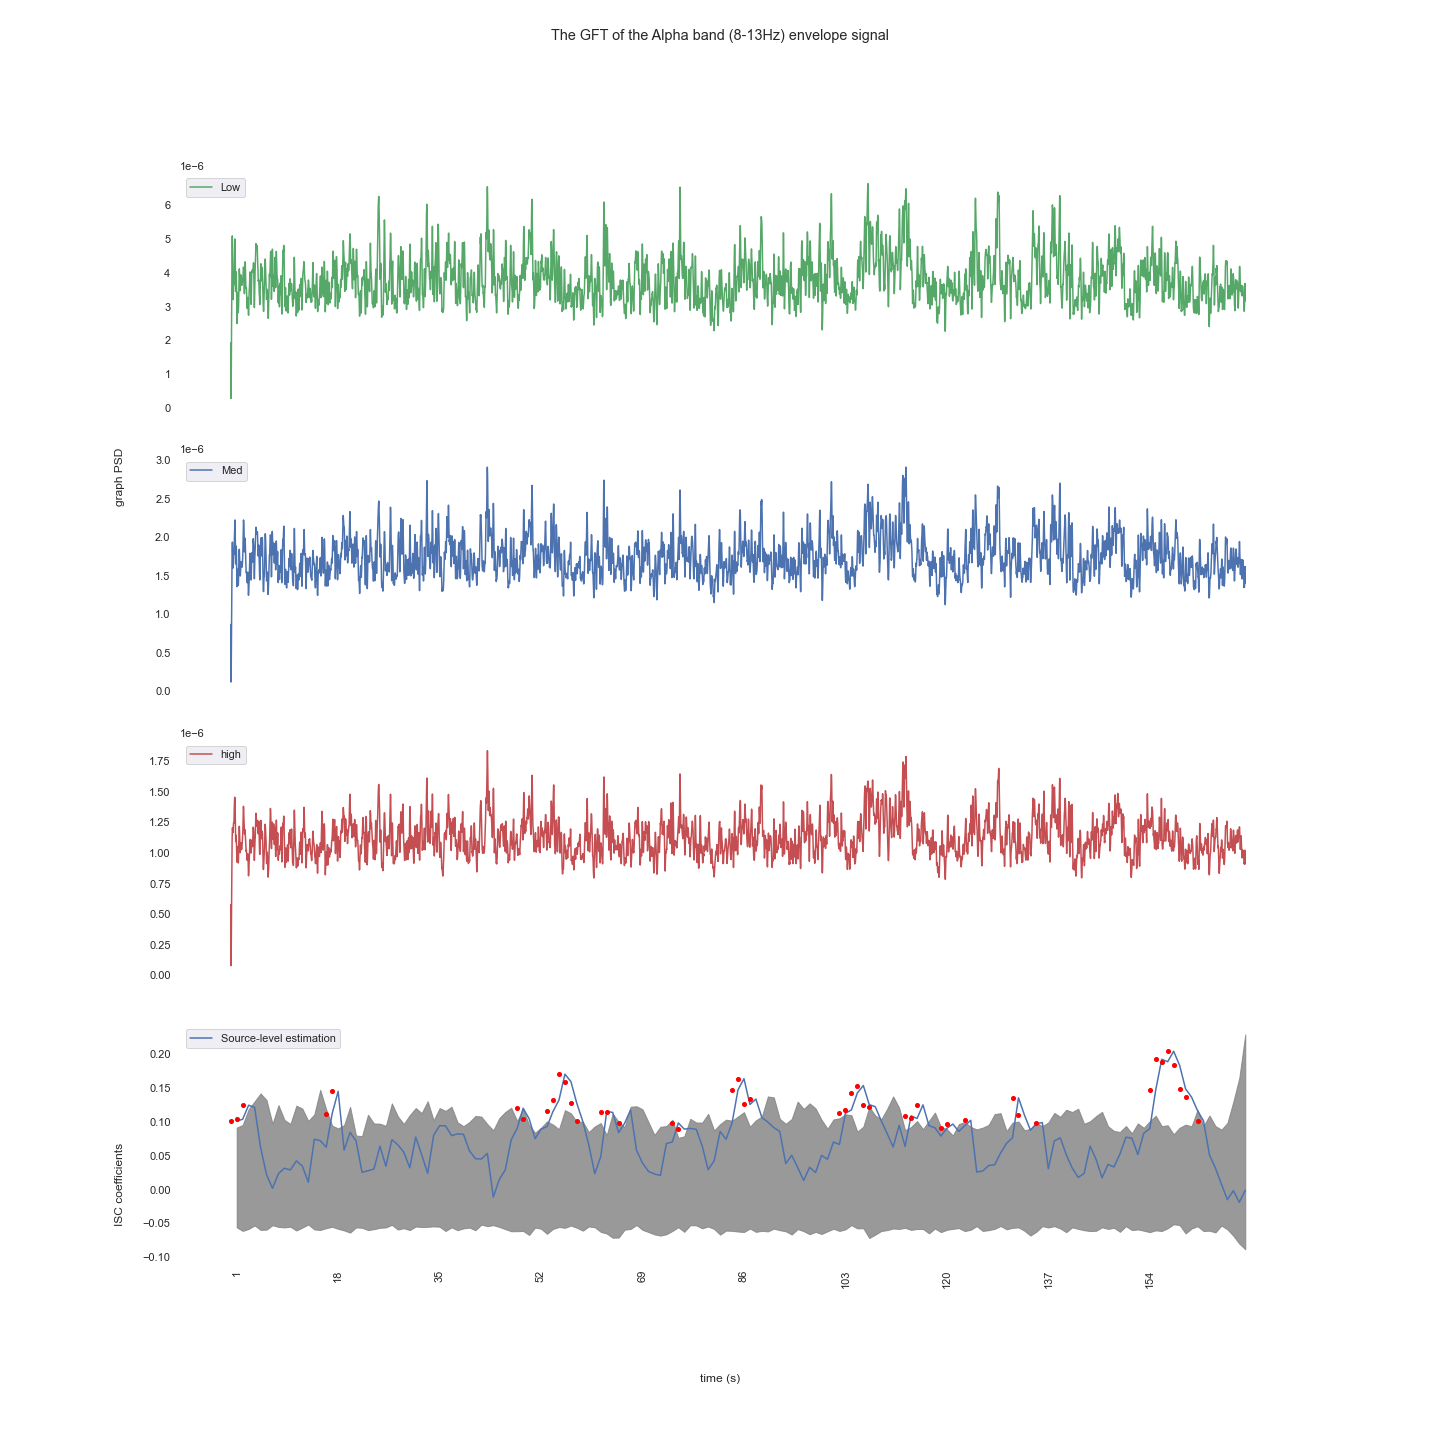 The GFT of the Alpha band (8-13Hz) envelope signal
1e−6
Low
6
5
4
3
2
1
0
graph PSD
1e−6
Med
3.0
2.5
2.0
1.5
1.0
0.5
0.0
1e−6
high
1.75
1.50
1.25
1.00
0.75
0.50
0.25
0.00
Source-level estimation
ISC coefficients
0.20
0.15
0.10
0.05
0.00
−0.05
−0.10
1 18 35 52 69 86 103 120 137 154
time (s)